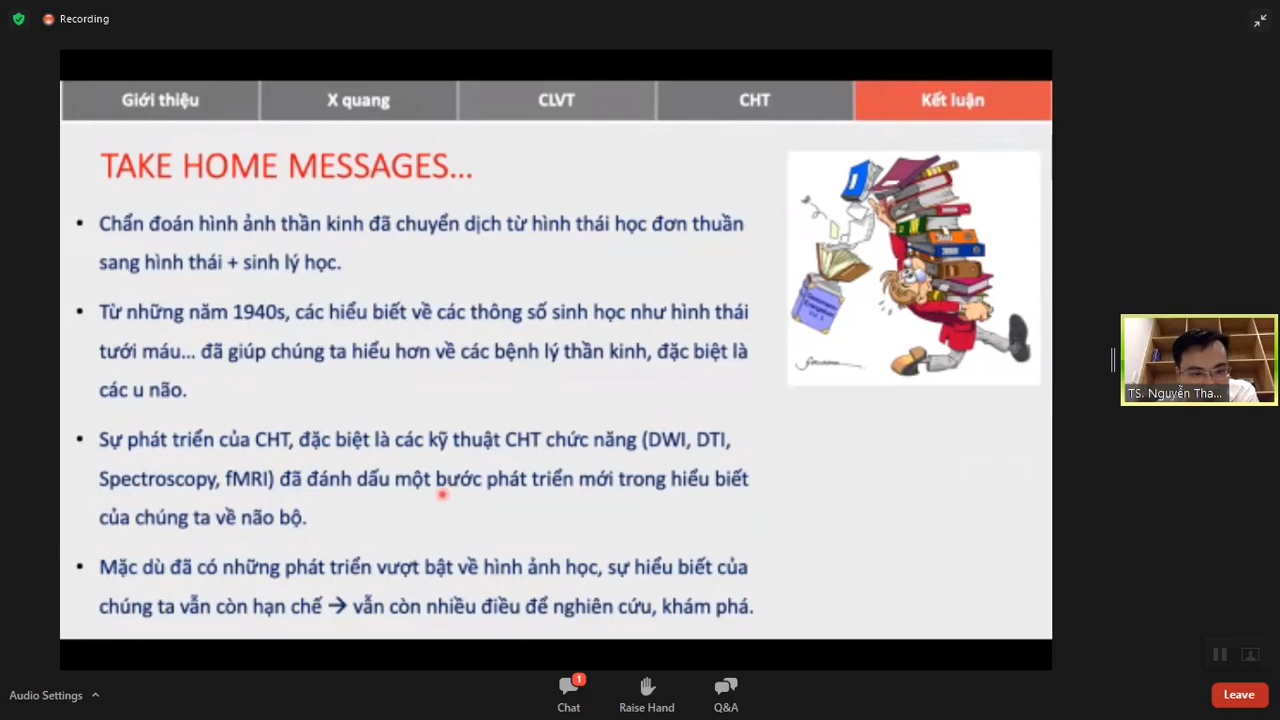 Recording
Giới thiệu
X quang
CLVT
CHT
Kết luận
TAKE HOME MESSAGES...
• Chẩn đoán hình ảnh thần kinh đã chuyển dịch từ hình thái học đơn thuần
sang hình thái + sinh lý học.
• Từ những năm 1940s, các hiểu biết về các thông số sinh học như hình thái
tưới máu... đã giúp chúng ta hiểu hơn về các bệnh lý thần kinh, đặc biệt là
các u não.
• Sự phát triển của CHT, đặc biệt là các kỹ thuật CHT chức năng (DWI, DTI,
Spectroscopy, fMRI) đã đánh dấu một bước phát triển mới trong hiểu biết
của chúng ta về não bộ.
• Mặc dù đã có những phát triển vượt bật về hình ảnh học, sự hiểu biết của
chúng ta vẫn còn hạn chế → vẫn còn nhiều điều để nghiên cứu, khám phá.
TS. Nguyễn Tha...
Audio Settings
1
Chat
Raise Hand
Q&A
Leave